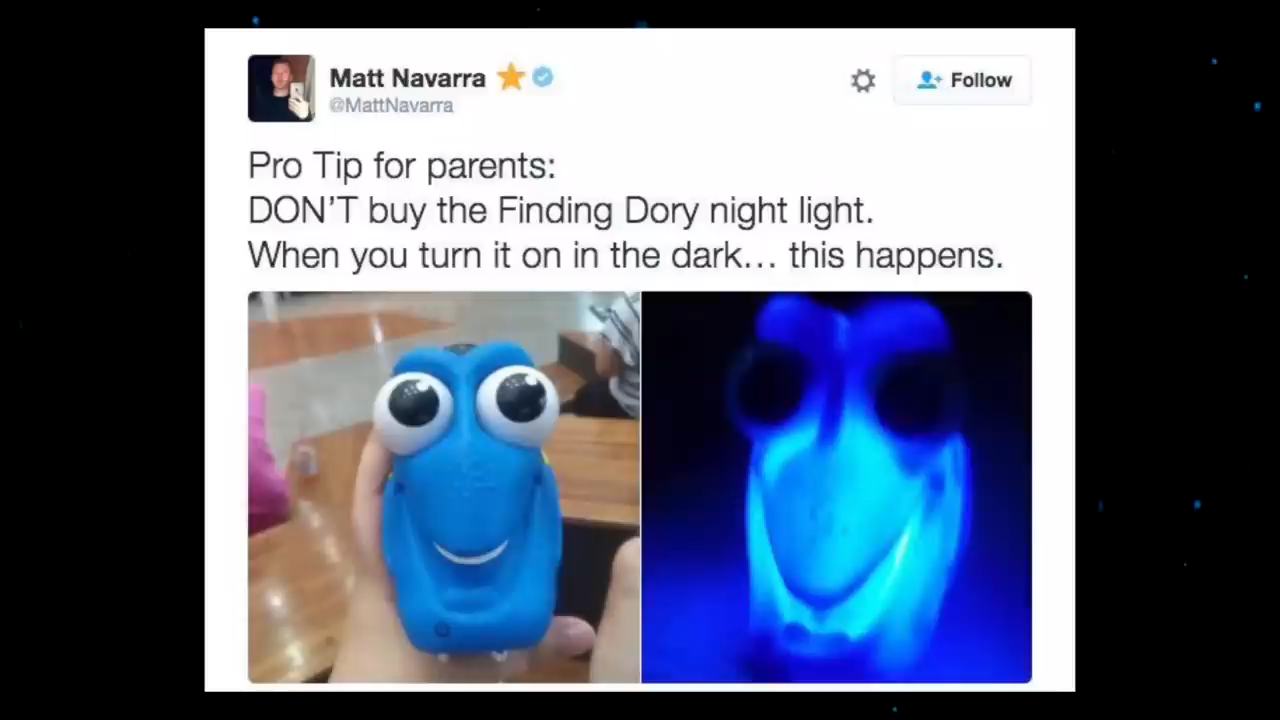 Matt Navarra
@MattNavarra
Follow
Pro Tip for parents:
DON'T buy the Finding Dory night light.
When you turn it on in the dark... this happens.